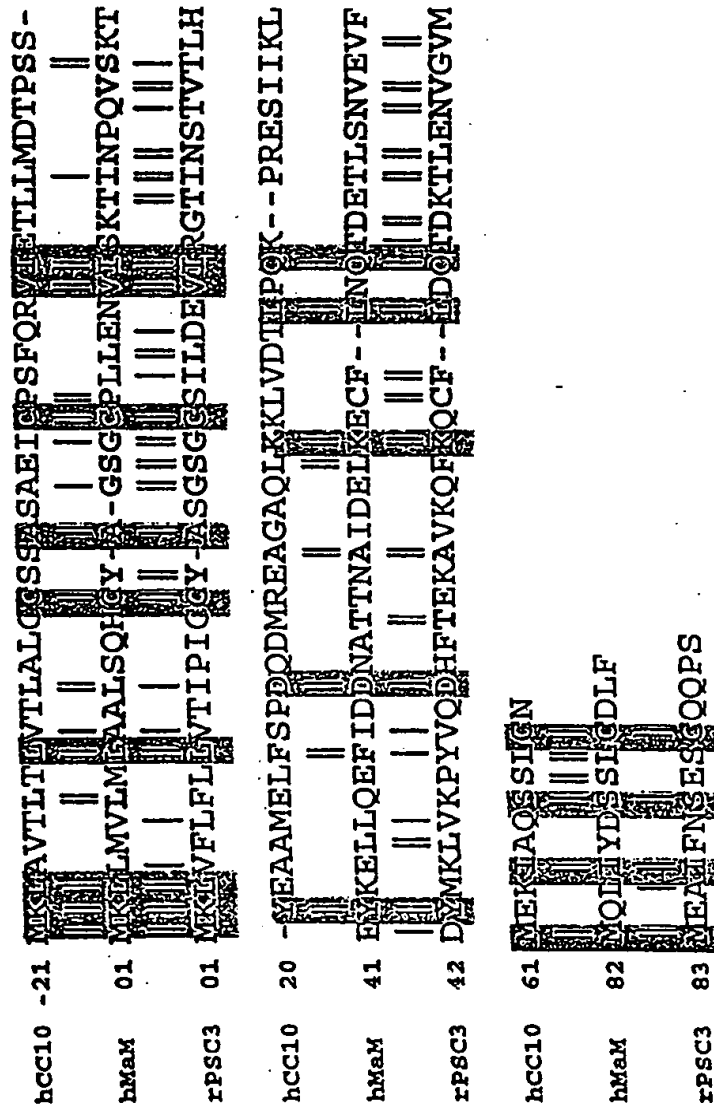 hCC10 -21 MKLAVTLTLVTLALCCSSASAEICPSFQRVIETLLMDTPSS-
hMaM 01 MKLLMVLMLAALSQHCY-A-GSGCPLLENVISKTINPQVSKT
rPSC3 01 MKLVFLFLLVTIPICCY-ASGSGCSILDEVIRGTINSTVTLH
hCC10 20 -YEAAMELFSPDQDMREAGAQLKKLVDTLPQK--PRESIIKL
hMaM 41 EYKELLQEFIDDNATTNAIDELKECF--LNQTDETLSNVEVF
rPSC3 42 DYMKLVKPYVQDHFTEKAVKQFKQCF--LDQTDKTLENVGVM
hCC10 61 MEKIAQSSLCN
hMaM 82 MQLIYDSSLCDLF
rPSC3 83 MEAIFNSESCQQPS